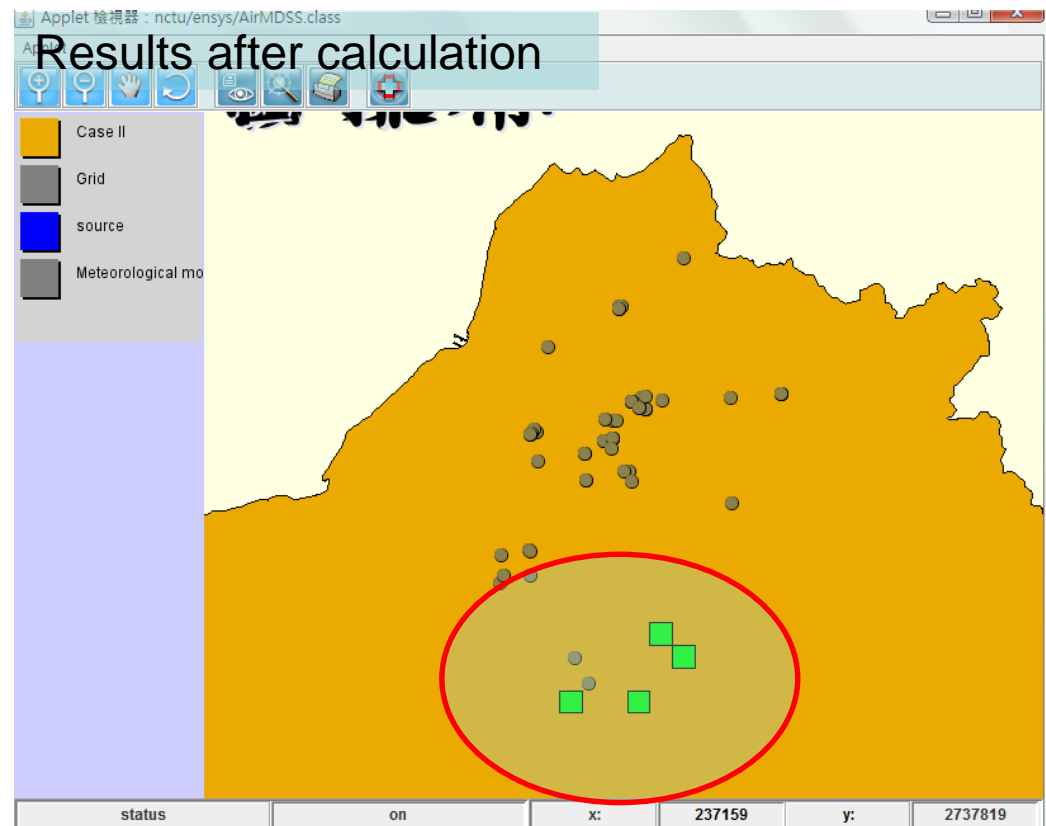 Applet 檢視器：nctu/ensys/AirMDSS.class
Applet
Results after calculation
Case II
Grid
source
Meteorological mo
status on x: 237159 y: 2737819